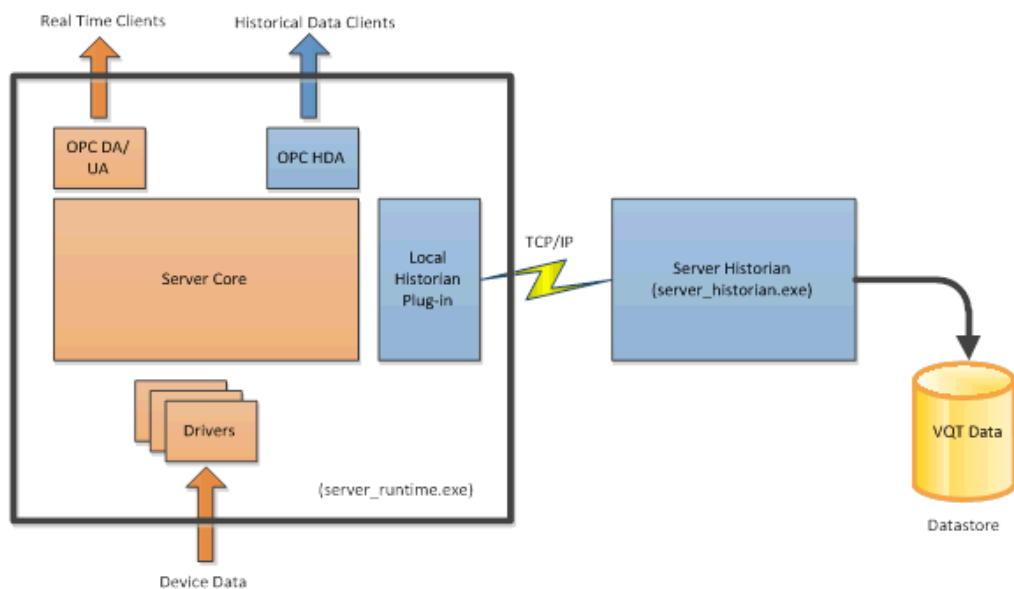 Real Time Clients
Historical Data Clients
OPC DA/
UA
OPC HDA
Server Core
Local
Historian
Plug-in
TCP/IP
Server Historian
(server_historian.exe)
VQT Data
Datastore
Drivers
(server_runtime.exe)
Device Data